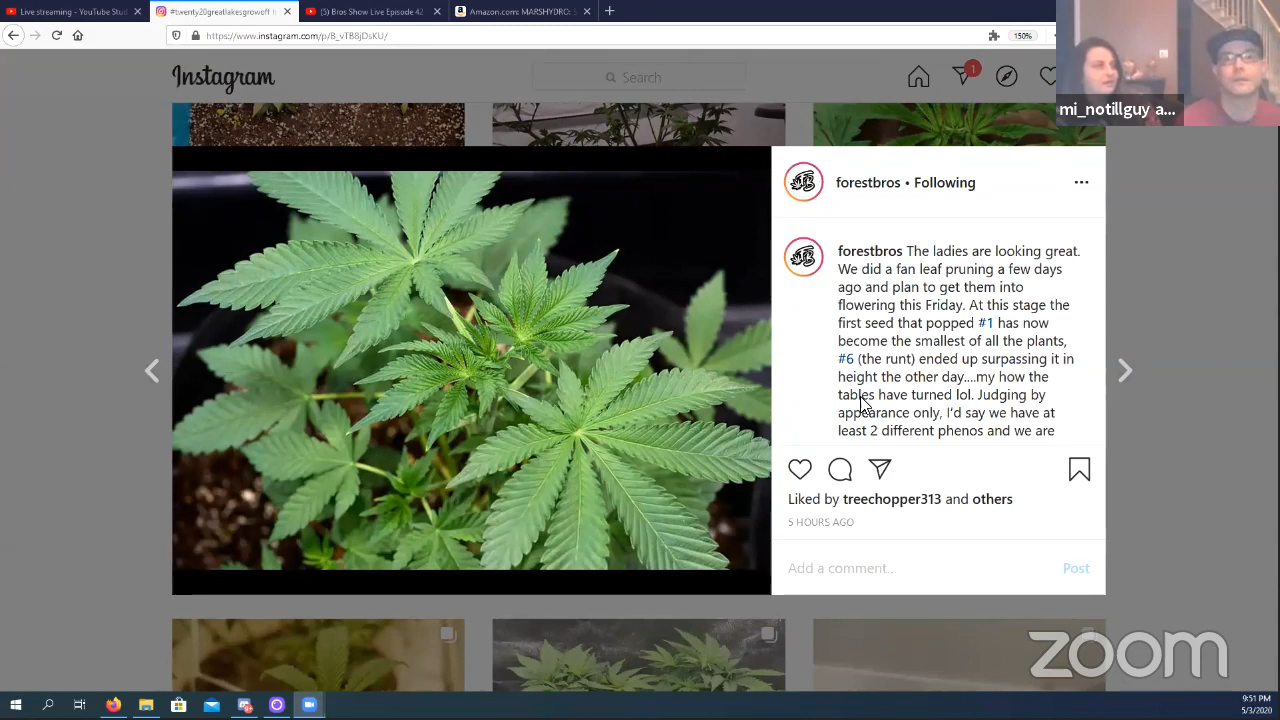 Live streaming - YouTube Stud
#twenty20greatlakesgrowoff
(5) Bros Show Live Episode 42
Amazon.com: MARSHYDRO:
https://www.instagram.com/p/B_vTB8jDsKU/
150%
mi_notillguy a...
Instagram
Search
1
forestbros • Following
forestbros The ladies are looking great.
We did a fan leaf pruning a few days
ago and plan to get them into
flowering this Friday. At this stage the
first seed that popped #1 has now
become the smallest of all the plants,
#6 (the runt) ended up surpassing it in
height the other day....my how the
tables have turned lol. Judging by
appearance only, I'd say we have at
least 2 different phenos and we are
Liked by treechopper313 and others
5 HOURS AGO
Add a comment..
Post
zoom
9:51 PM
5/3/2020